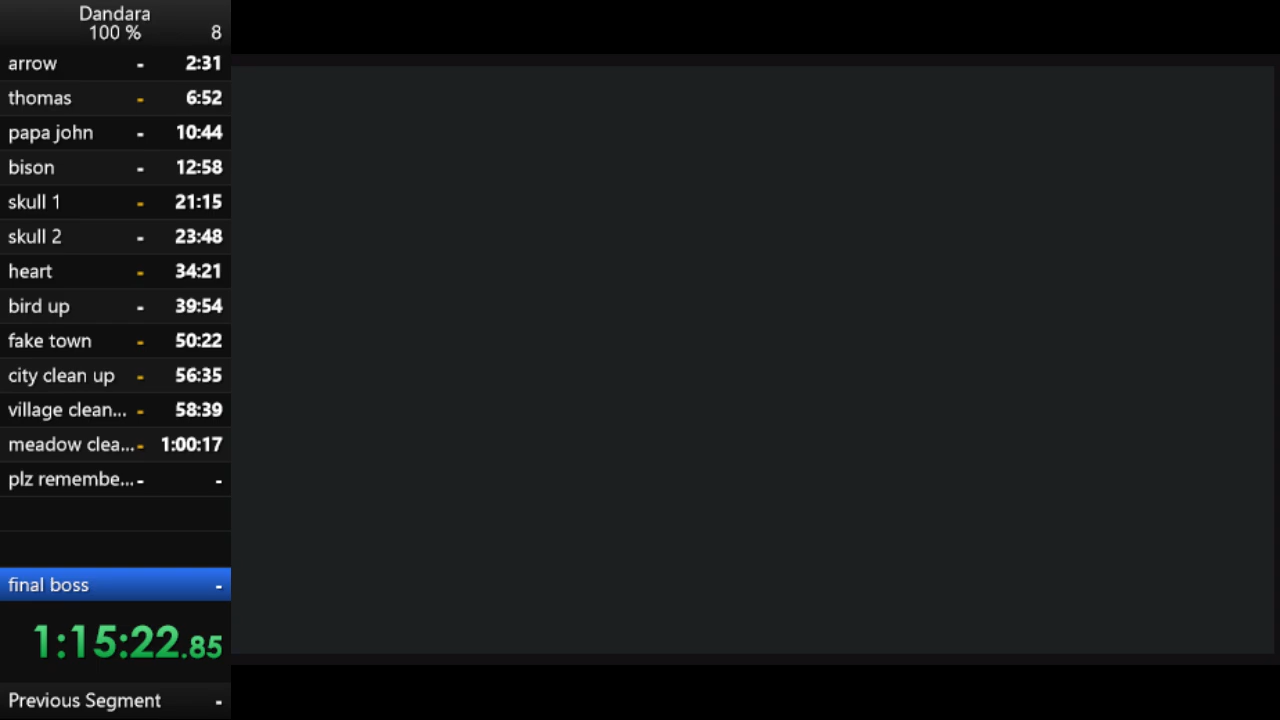 Dandara
100 % 8
arrow - 2:31
thomas - 6:52
papa john - 10:44
bison - 12:58
skull 1 - 21:15
skull 2 - 23:48
heart - 34:21
bird up - 39:54
fake town - 50:22
city clean up - 56:35
village clean... - 58:39
meadow clea... - 1:00:17
plz remembe... - -
final boss -
1:15:22.85
Previous Segment -